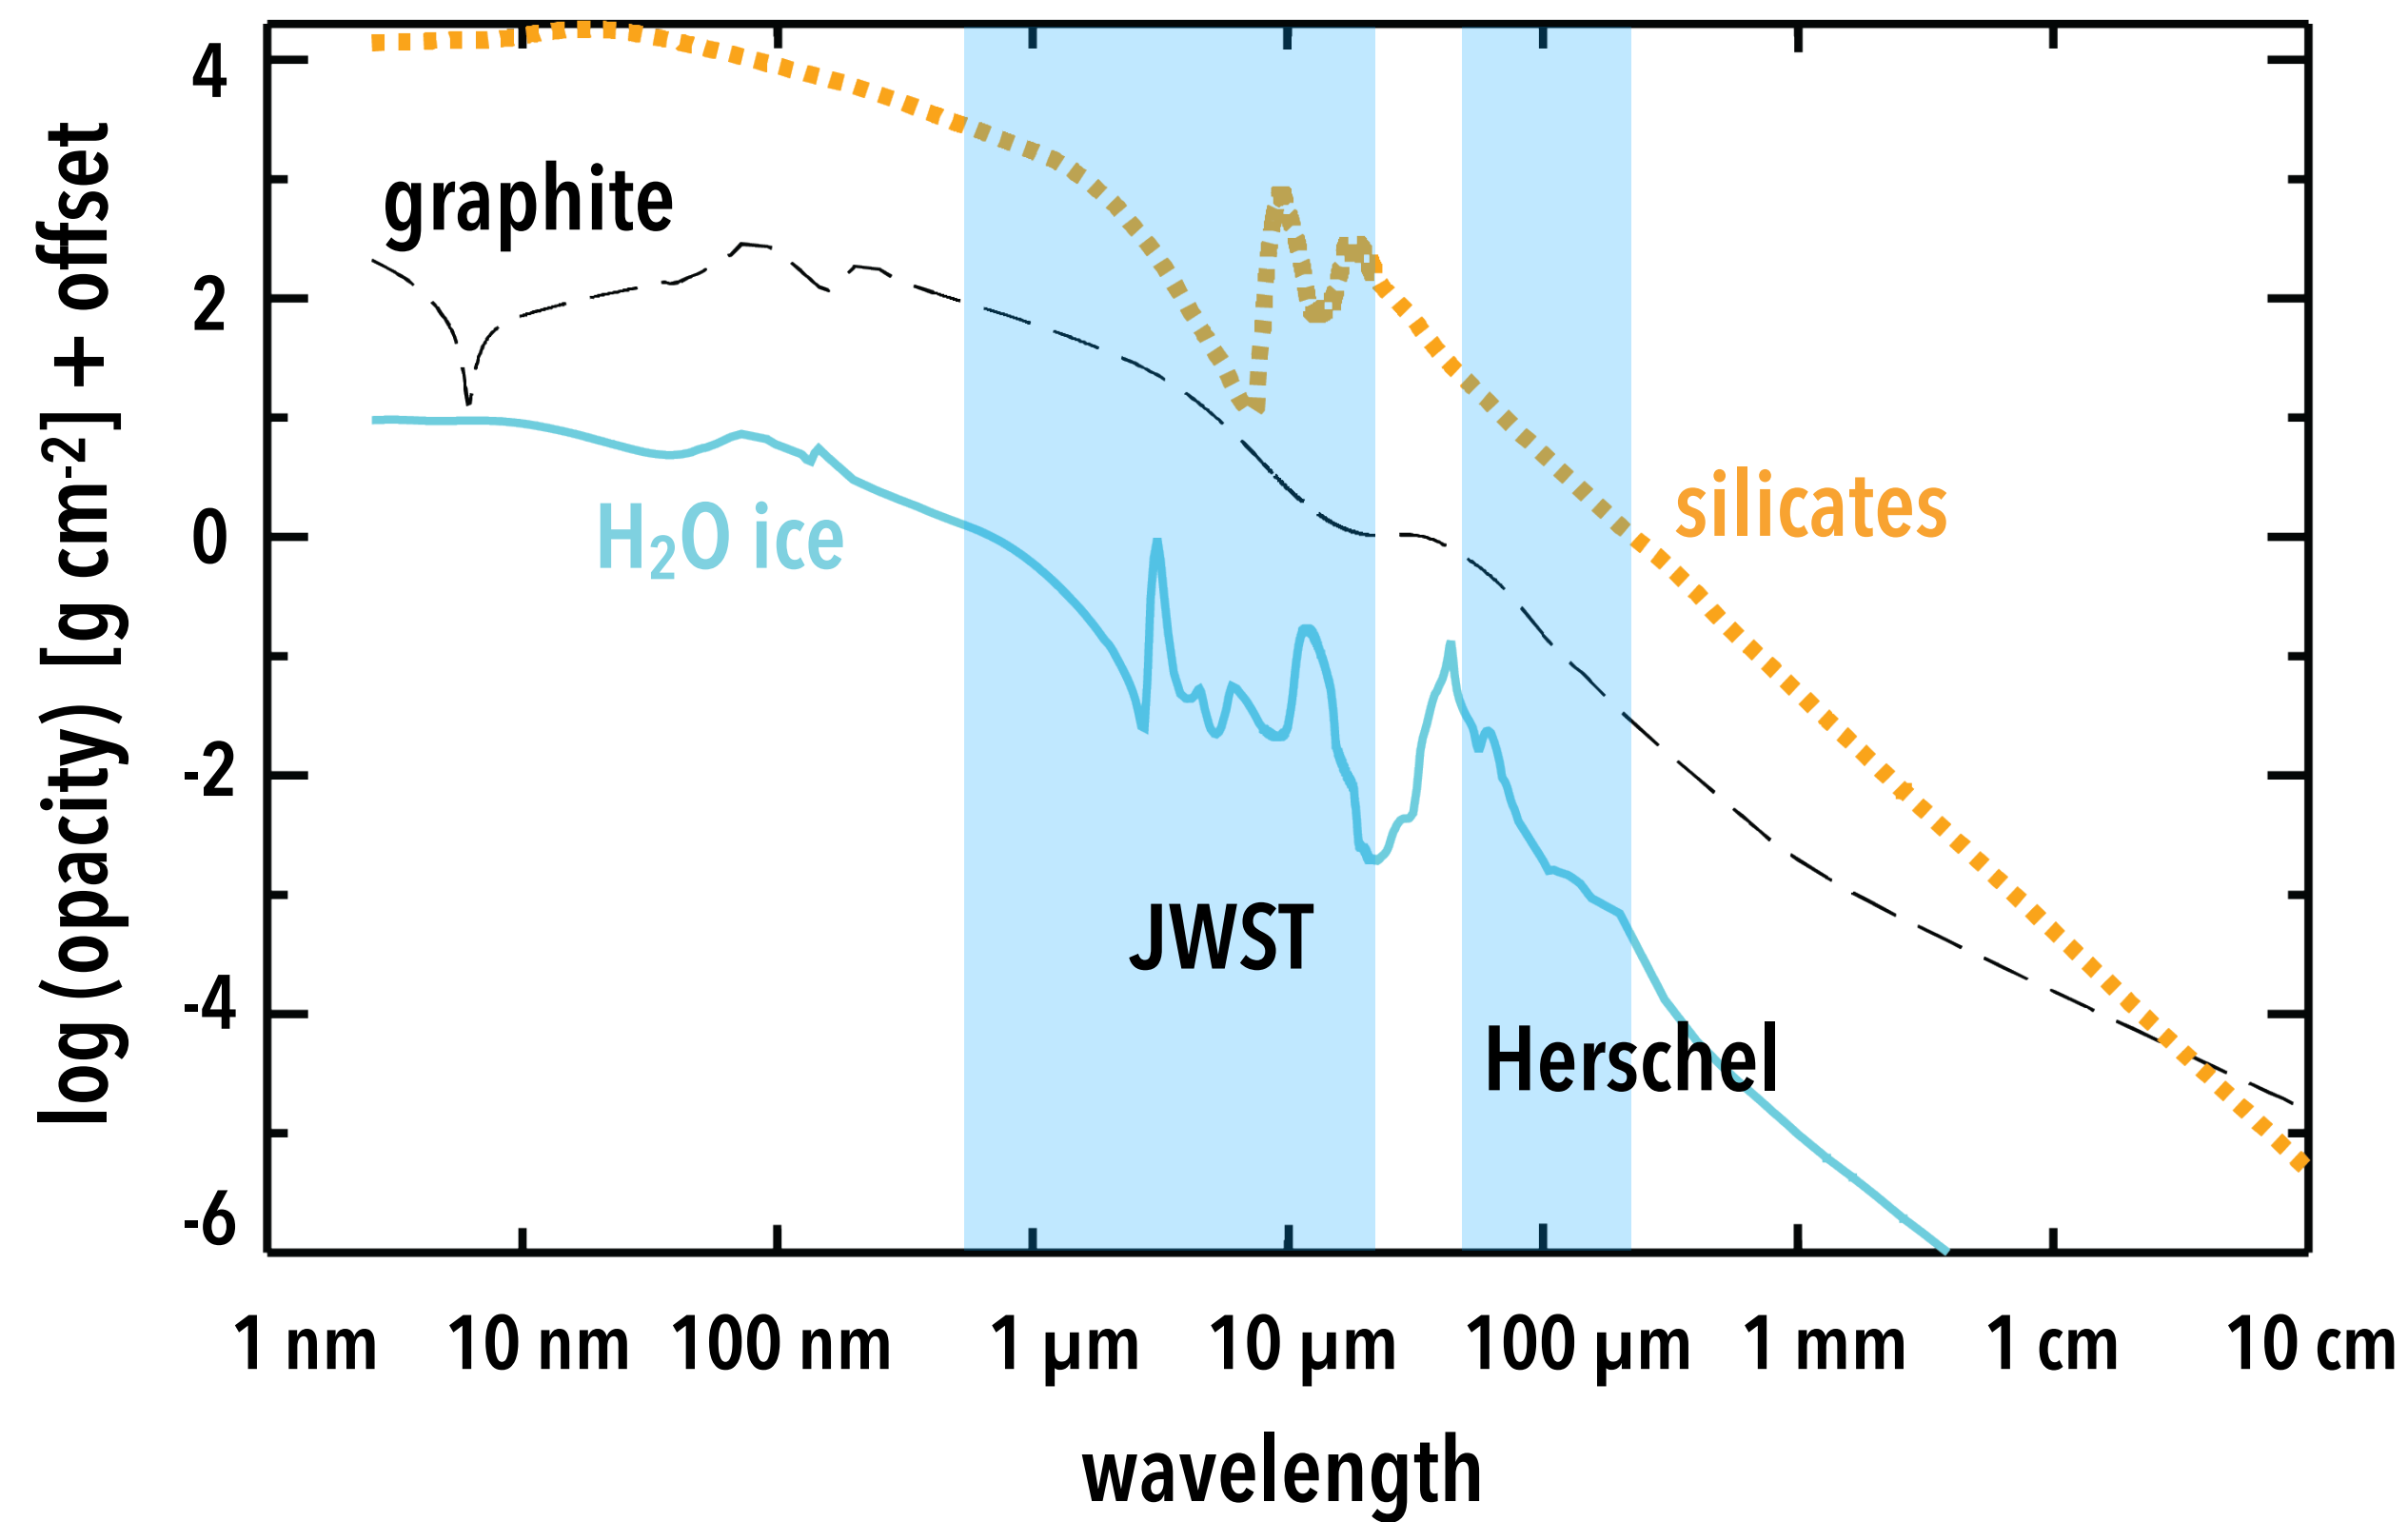 log (opacity) [g cm⁻²] + offset
4
2
0
-2
-4
-6
graphite
H₂O ice
silicates
JWST
Herschel
1 nm 10 nm 100 nm 1 µm 10 µm 100 µm 1 mm 1 cm 10 cm
wavelength